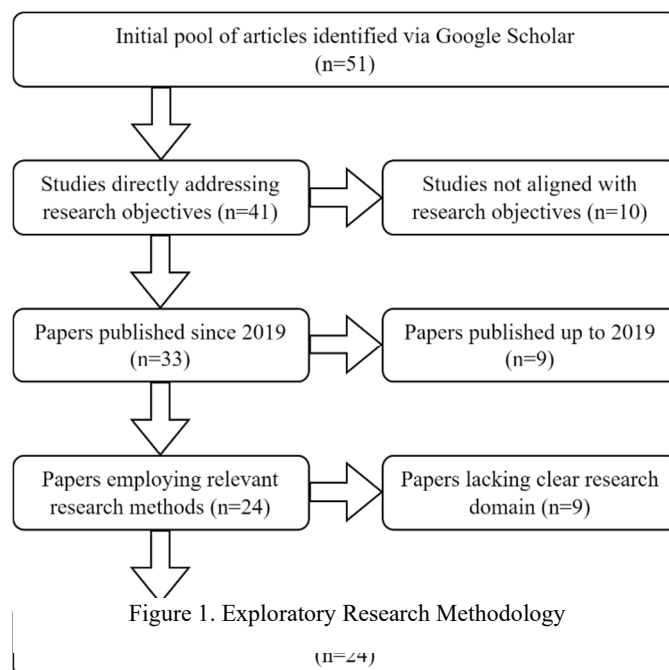 Initial pool of articles identified via Google Scholar
(n=51)
Studies directly addressing
research objectives (n=41)
Studies not aligned with
research objectives (n=10)
Papers published since 2019
(n=33)
Papers published up to 2019
(n=9)
Papers employing relevant
research methods (n=24)
Papers lacking clear research
domain (n=9)
Figure 1. Exploratory Research Methodology
(n=24)